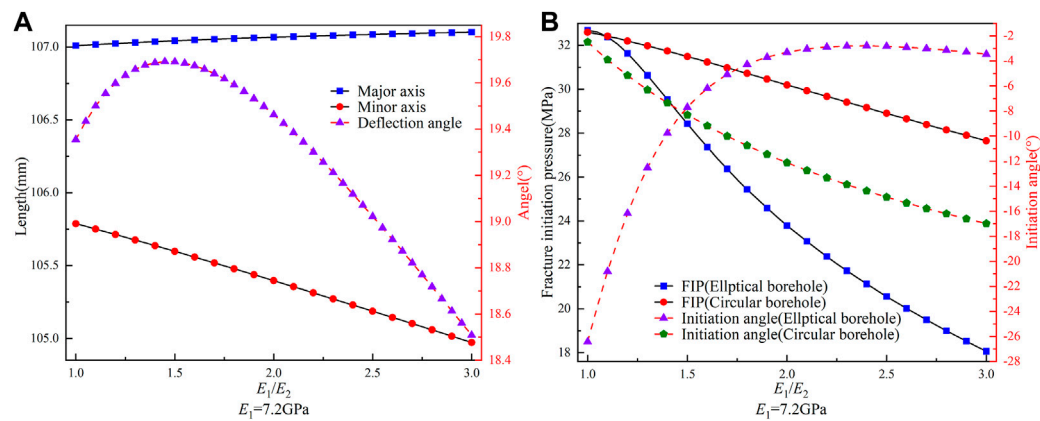 A
107.0
106.5
106.0
105.5
105.0
Length(mm)
Major axis
Minor axis
Deflection angle
19.8
19.6
19.4
19.2
19.0
18.8
18.6
18.4
Angel(°)
1.0
1.5
2.0
2.5
3.0
E1/E2
E1=7.2GPa
B
32
30
28
26
24
22
20
18
Fracture initiation pressure(MPa)
FIP(Ellptical borehole)
FIP(Circular borehole)
Initiation angle(Ellptical borehole)
Initiation angle(Circular borehole)
-2
-4
-6
-8
-10
-12
-14
-16
-18
-20
-22
-24
-26
-28
Initiation angle(°)
1.0
1.5
2.0
2.5
3.0
E1/E2
E1=7.2GPa